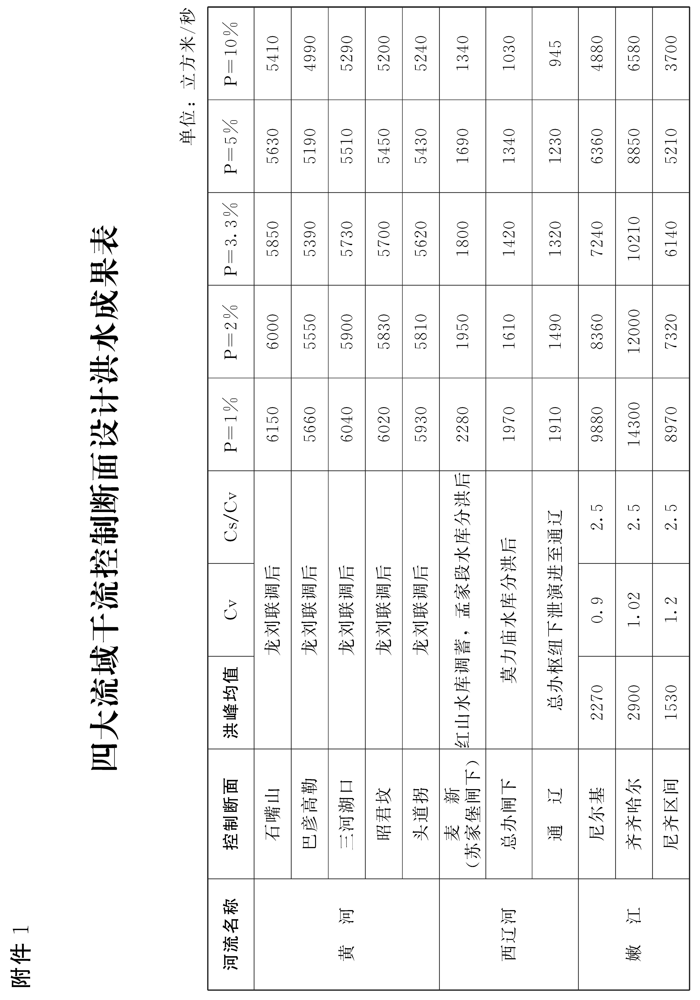 附件 1
四大流域干流控制断面设计洪水成果表
单位：立方米/秒
河流名称 控制断面 洪峰均值 Cv Cs/Cv P=1% P=2% P=3.3% P=5% P=10%
黄 河 石嘴山 龙刘联调后 6150 6000 5850 5630 5410
巴彦高勒 龙刘联调后 5660 5550 5390 5190 4990
三河湖口 龙刘联调后 6040 5900 5730 5510 5290
昭君坟 龙刘联调后 6020 5830 5700 5450 5200
头道拐 龙刘联调后 5930 5810 5620 5430 5240
西辽河 麦 新 红山水库调蓄，孟家段水库分洪后 2280 1950 1800 1690 1340
（苏家堡闸下）
总办闸下 莫力庙水库分洪后 1970 1610 1420 1340 1030
通 辽 总办枢纽下泄演进至通辽 1910 1490 1320 1230 945
嫩 江 尼尔基 2270 0.9 2.5 9880 8360 7240 6360 4880
齐齐哈尔 2900 1.02 2.5 14300 12000 10210 8850 6580
尼齐区间 1530 1.2 2.5 8970 7320 6140 5210 3700